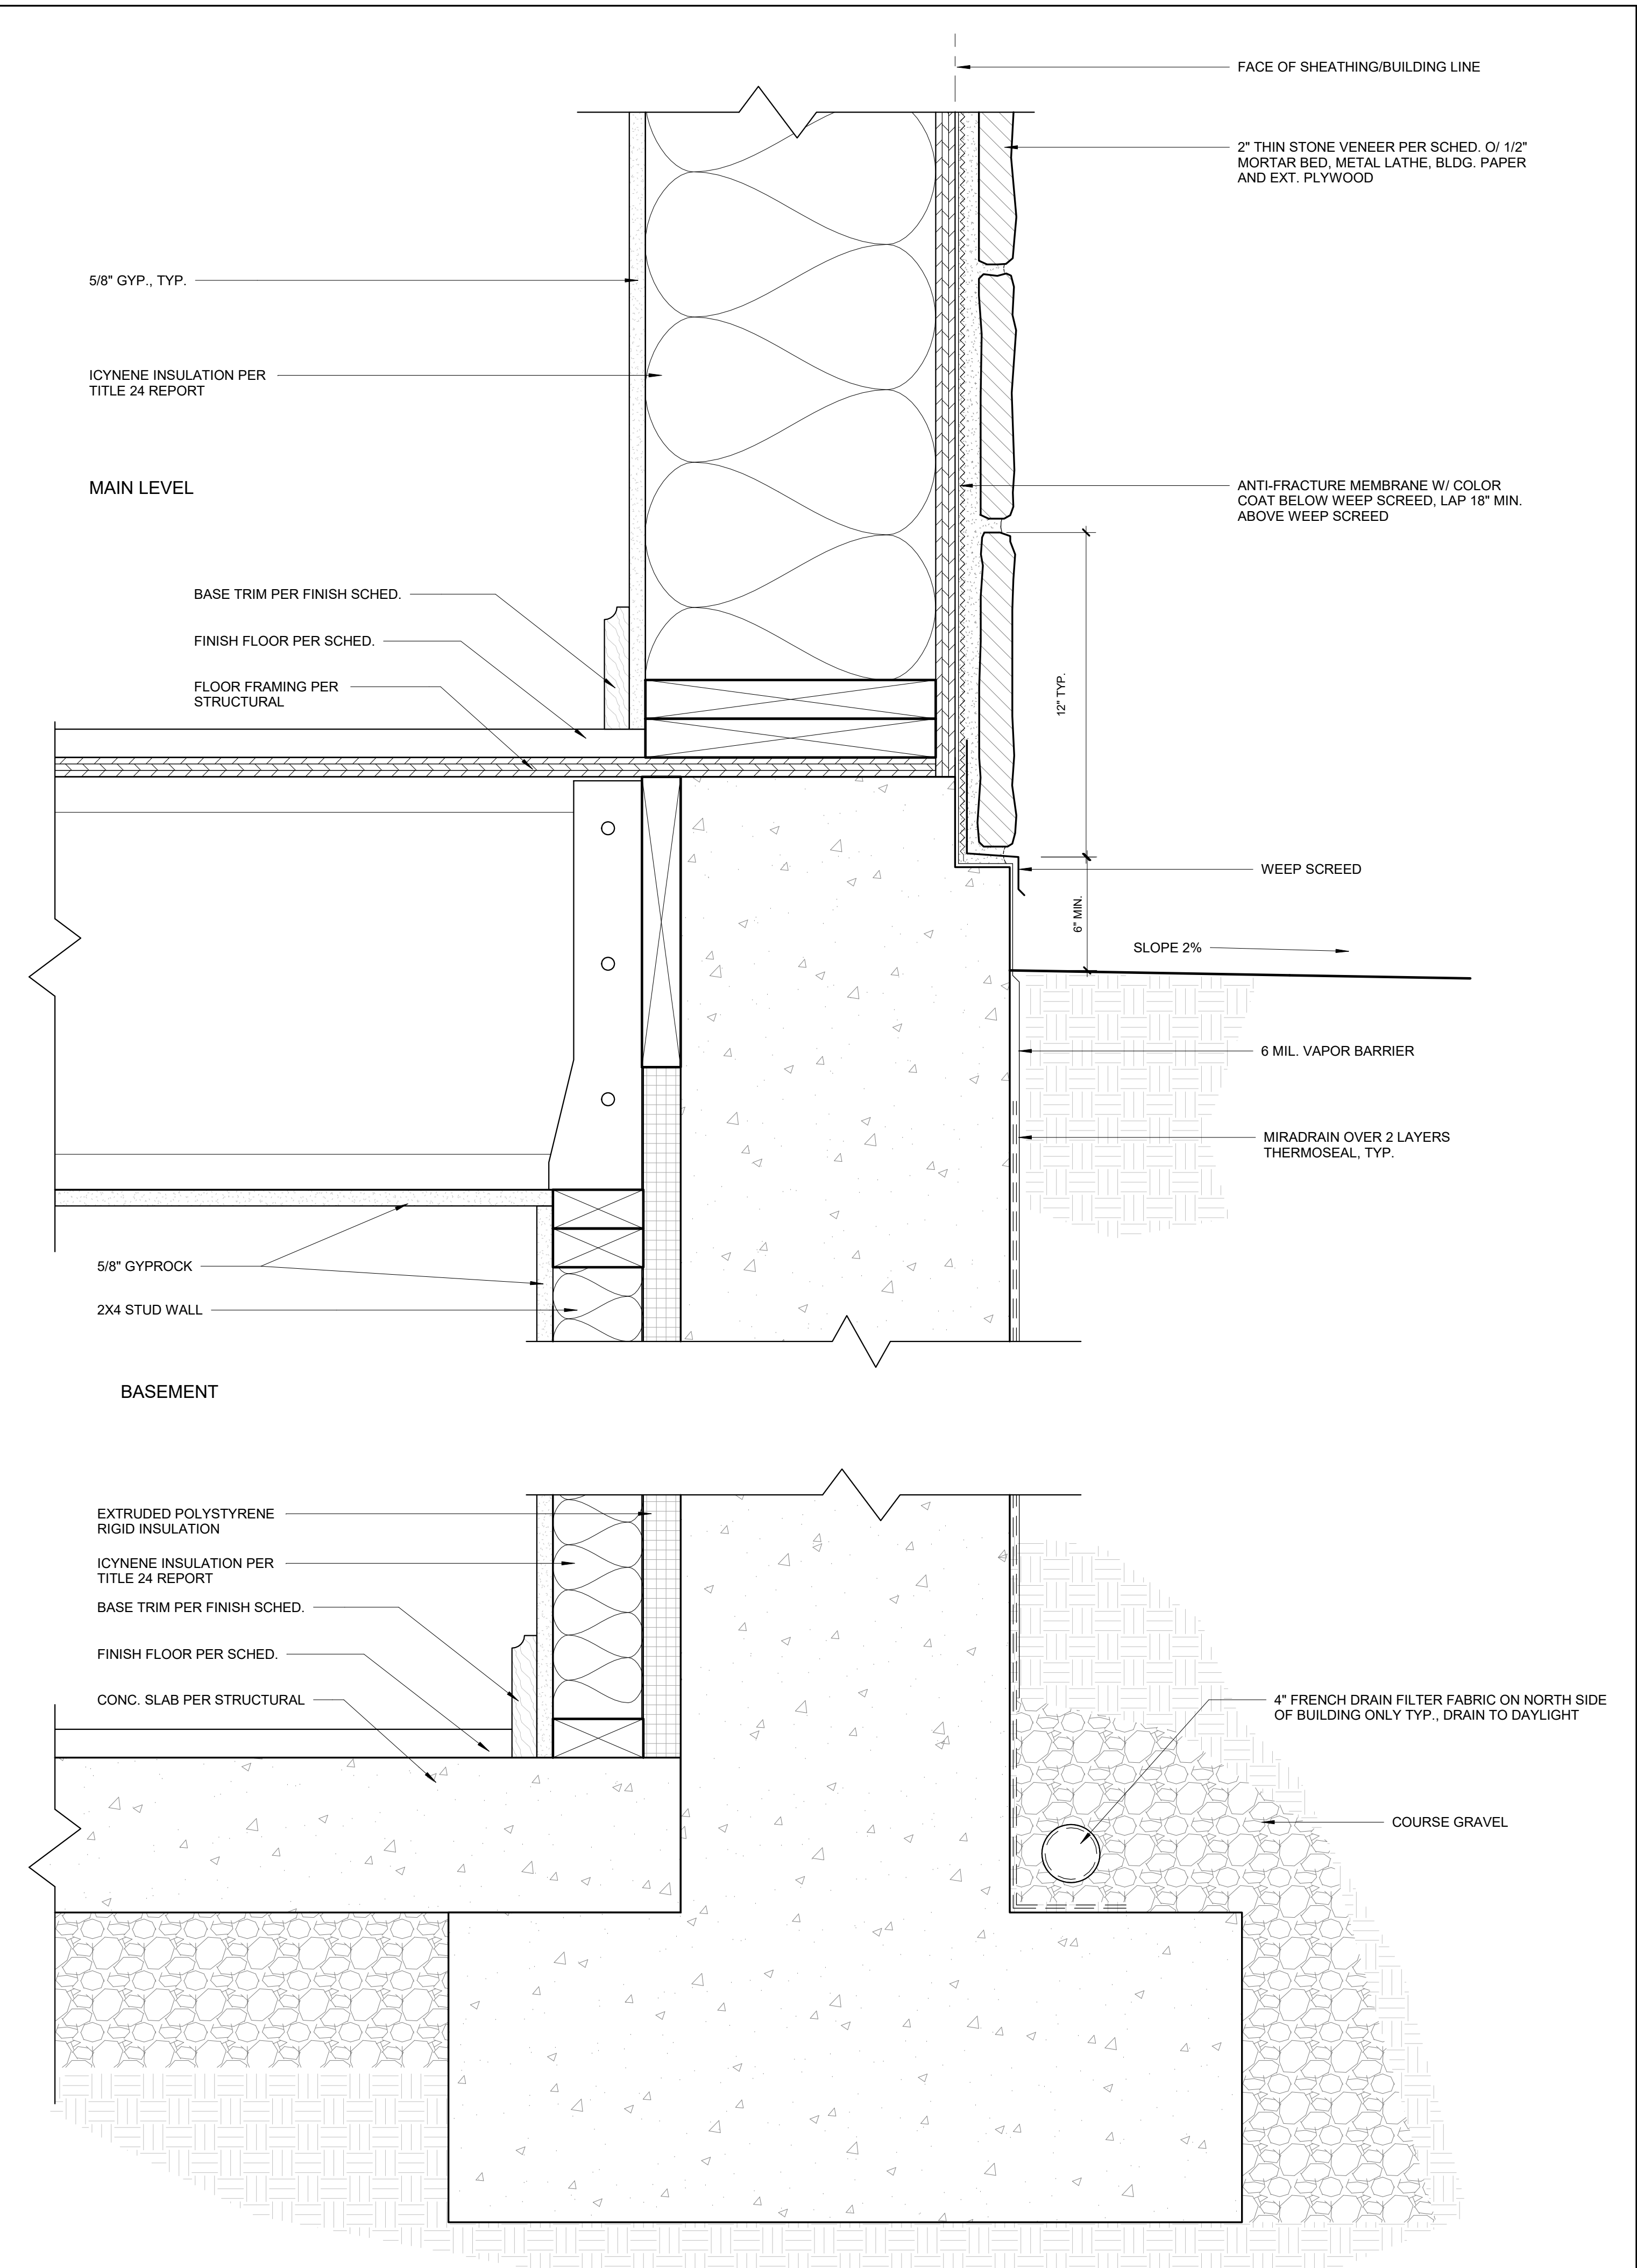 FACE OF SHEATHING/BUILDING LINE
2" THIN STONE VENEER PER SCHED. O/ 1/2"
MORTAR BED, METAL LATHE, BLDG. PAPER
AND EXT. PLYWOOD
5/8" GYP., TYP.
ICYNENE INSULATION PER
TITLE 24 REPORT
MAIN LEVEL
ANTI-FRACTURE MEMBRANE W/ COLOR
COAT BELOW WEEP SCREED, LAP 18" MIN.
ABOVE WEEP SCREED
BASE TRIM PER FINISH SCHED.
FINISH FLOOR PER SCHED.
FLOOR FRAMING PER
STRUCTURAL
12" TYP.
WEEP SCREED
6" MIN.
SLOPE 2%
6 MIL. VAPOR BARRIER
MIRADRAIN OVER 2 LAYERS
THERMOSEAL, TYP.
5/8" GYPROCK
2X4 STUD WALL
BASEMENT
EXTRUDED POLYSTYRENE
RIGID INSULATION
ICYNENE INSULATION PER
TITLE 24 REPORT
BASE TRIM PER FINISH SCHED.
FINISH FLOOR PER SCHED.
CONC. SLAB PER STRUCTURAL
4" FRENCH DRAIN FILTER FABRIC ON NORTH SIDE
OF BUILDING ONLY TYP., DRAIN TO DAYLIGHT
COURSE GRAVEL